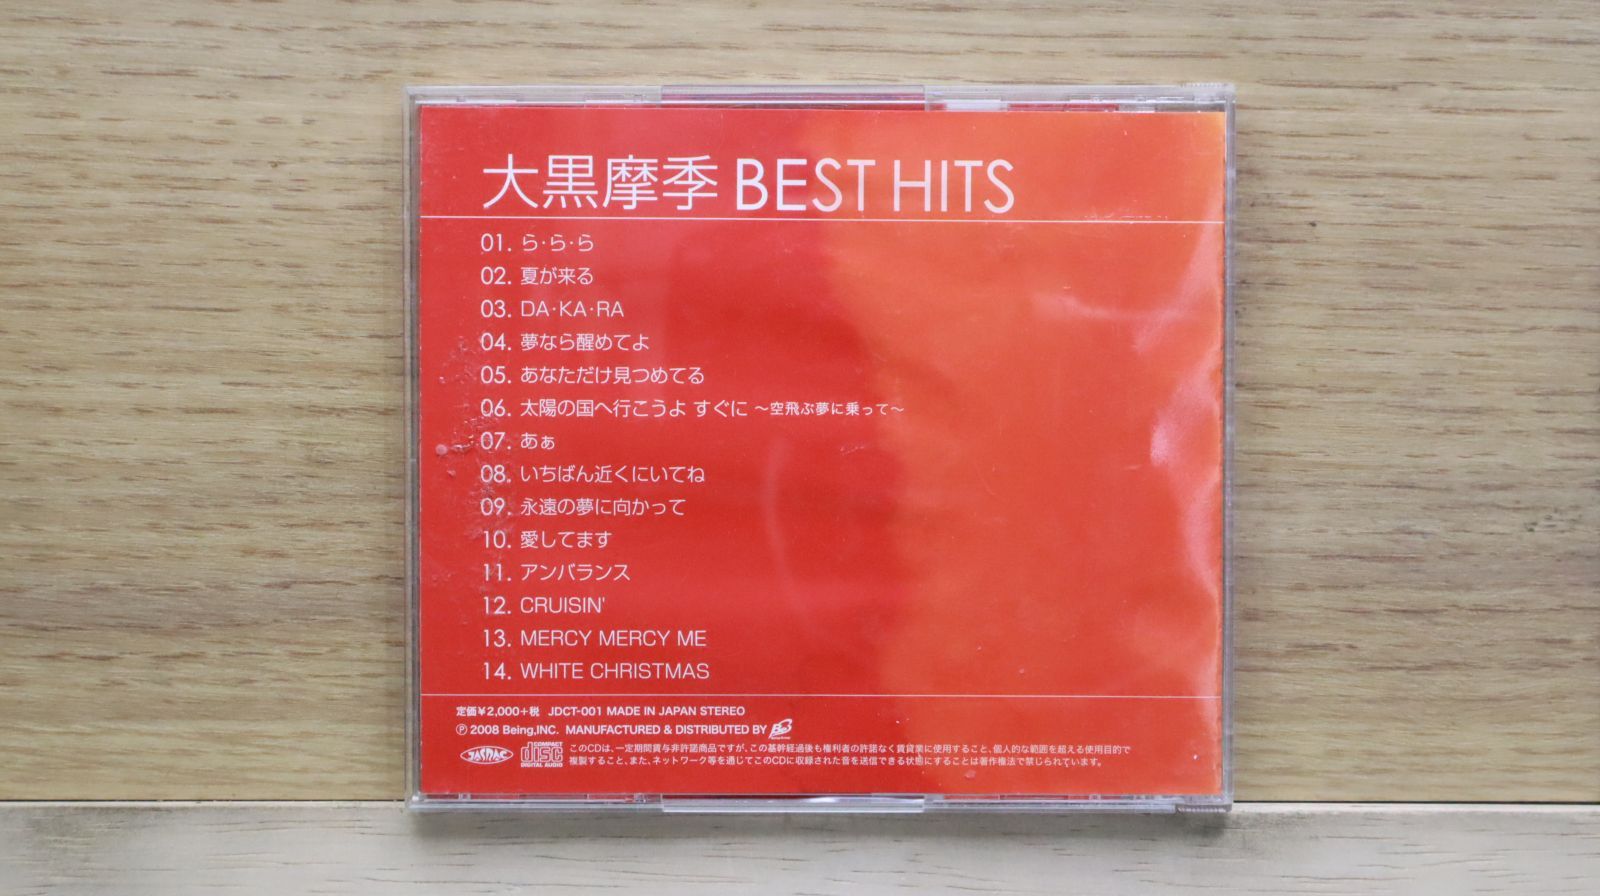 大黒摩季 BEST HITS
01. ら・ら・ら
02. 夏が来る
03. DA・KA・RA
04. 夢なら醒めてよ
05. あなただけ見つめてる
06. 太陽の国へ行こうよ すぐに ～空飛ぶ夢に乗って～
07. あぁ
08. いちばん近くにいてね
09. 永遠の夢に向かって
10. 愛してます
11. アンバランス
12. CRUISIN'
13. MERCY MERCY ME
14. WHITE CHRISTMAS
定価¥2,000+税 JDCT-001 MADE IN JAPAN STEREO
Ⓟ 2008 Being,INC. MANUFACTURED & DISTRIBUTED BY B
JASRAC COMPACT disc DIGITAL AUDIO
このCDは、一定期間貸与非許諾商品ですが、この基幹経過後も権利者の許諾なく賃貸業に使用すること、個人的な範囲を超える使用目的で
複製すること、また、ネットワーク等を通じてこのCDに収録された音を送信できる状態にすることは著作権法で禁じられています。